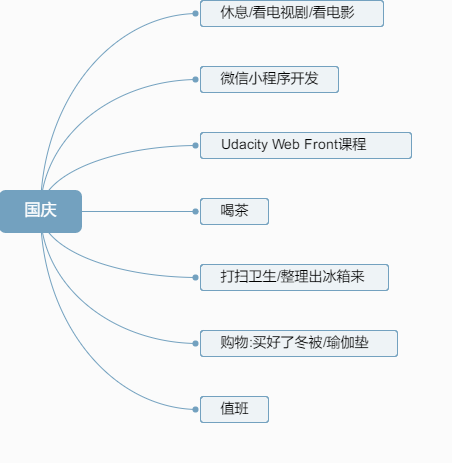 休息/看电视剧/看电影
微信小程序开发
Udacity Web Front课程
国庆
喝茶
打扫卫生/整理出冰箱来
购物:买好了冬被/瑜伽垫
值班